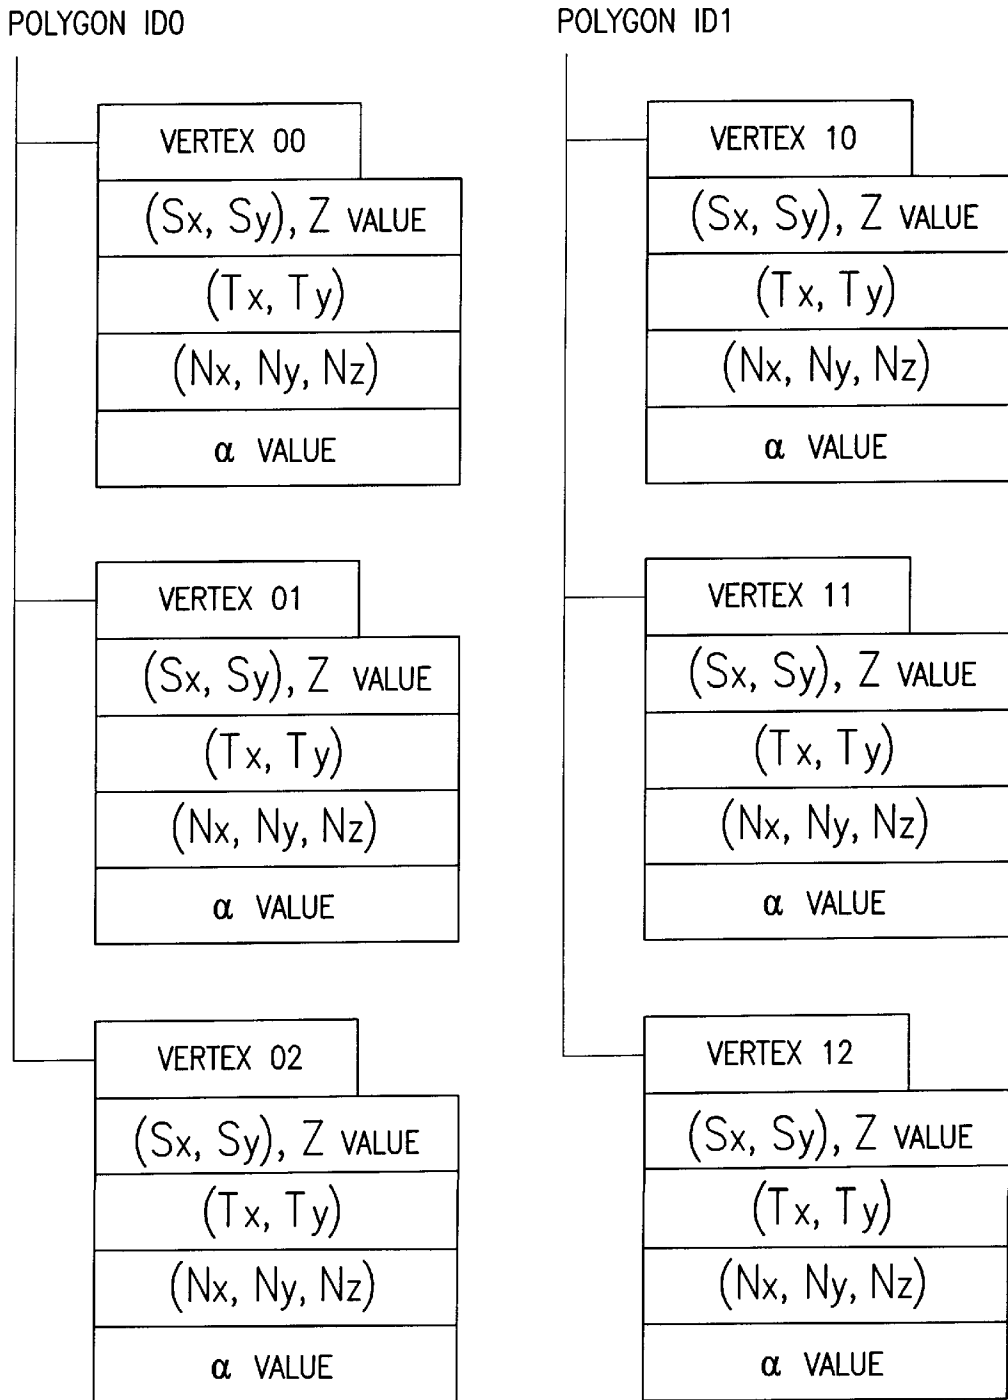 POLYGON ID0
VERTEX 00
(Sx, Sy), Z VALUE
(Tx, Ty)
(Nx, Ny, Nz)
α VALUE
VERTEX 01
(Sx, Sy), Z VALUE
(Tx, Ty)
(Nx, Ny, Nz)
α VALUE
VERTEX 02
(Sx, Sy), Z VALUE
(Tx, Ty)
(Nx, Ny, Nz)
α VALUE
POLYGON ID1
VERTEX 10
(Sx, Sy), Z VALUE
(Tx, Ty)
(Nx, Ny, Nz)
α VALUE
VERTEX 11
(Sx, Sy), Z VALUE
(Tx, Ty)
(Nx, Ny, Nz)
α VALUE
VERTEX 12
(Sx, Sy), Z VALUE
(Tx, Ty)
(Nx, Ny, Nz)
α VALUE